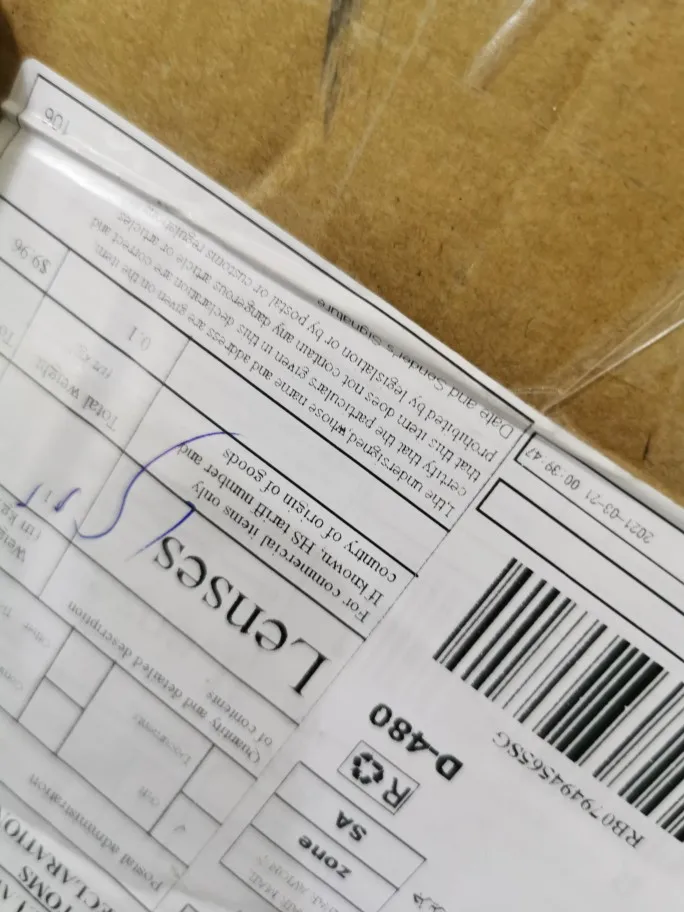 Postal administration
Gift
Documents
Quantity and detailed description
of contents
Lenses
For commercial items only
If known, HS tariff number and
country of origin of goods
Total weight
0.1
$9.96
I,the undersigned,whose name and address are given on the item,
certify that the particulars given in this declaration are correct and
that this item does not contain any dangerous article or articles
prohibited by legislation or by postal or customs regulations
Date and Sender's signature
106
zone
SA
R
D-480
RB079494565SG
2021-03-21 00:39:47